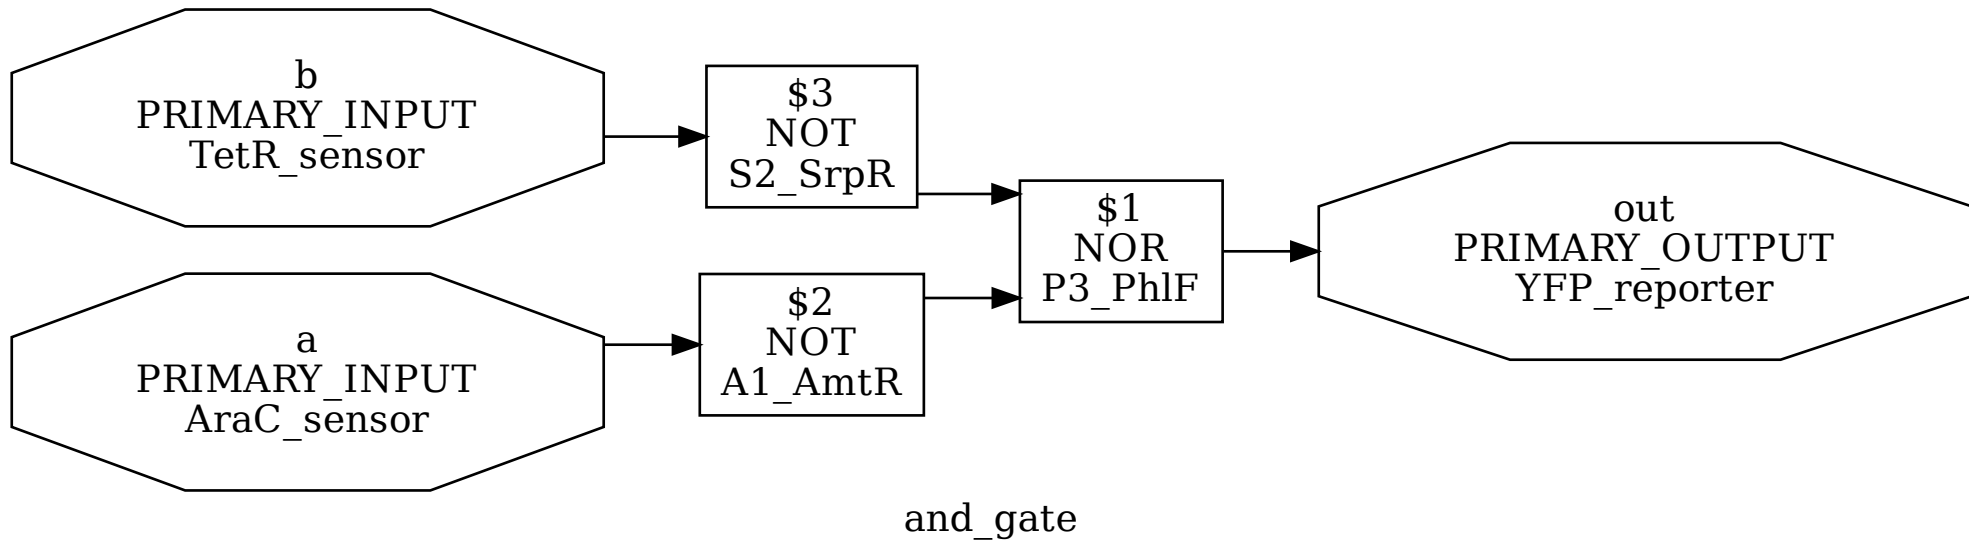 b
PRIMARY_INPUT
TetR_sensor
$3
NOT
S2_SrpR
a
PRIMARY_INPUT
AraC_sensor
$2
NOT
A1_AmtR
$1
NOR
P3_PhlF
out
PRIMARY_OUTPUT
YFP_reporter
and_gate